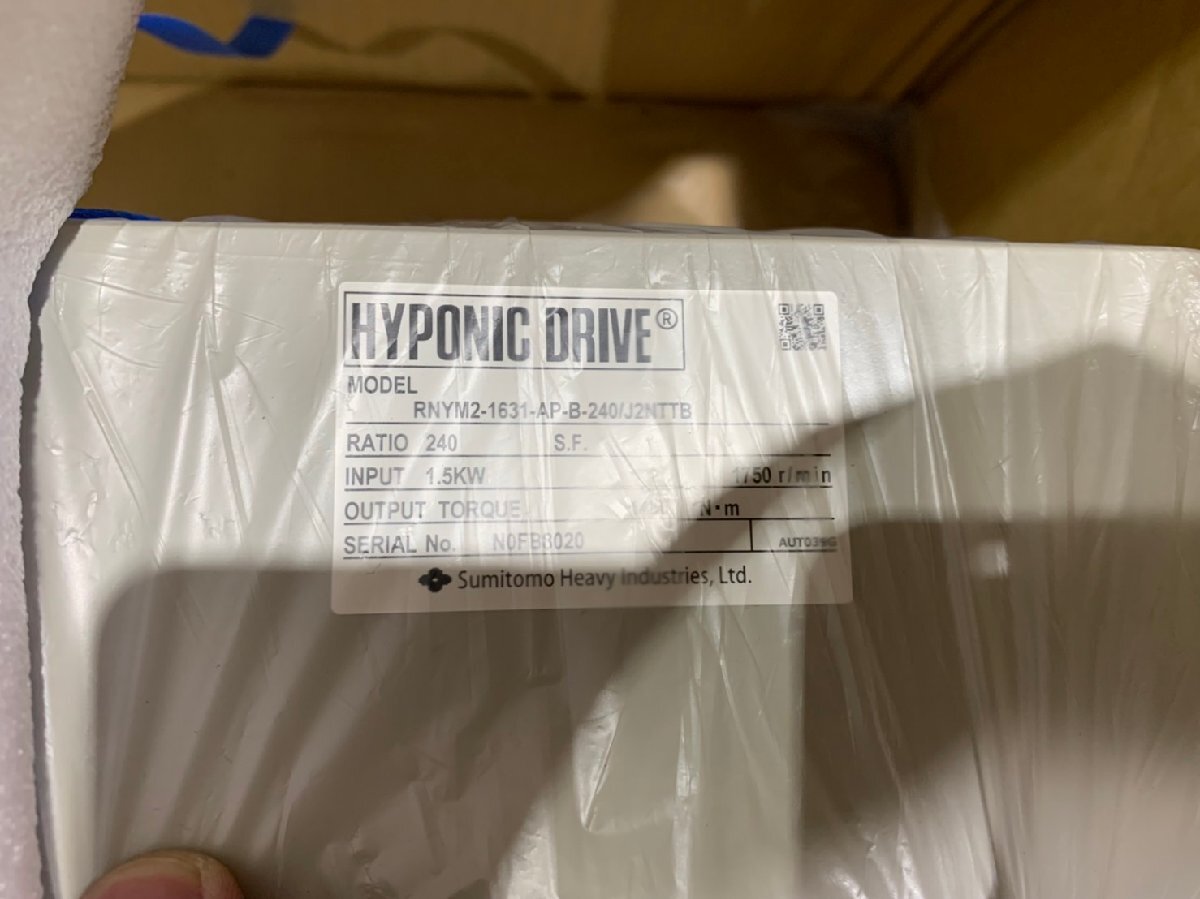 HYPONIC DRIVE®
MODEL
RNYM2-1631-AP-B-240/J2NTTB
RATIO 240 S.F.
INPUT 1.5KW 1750 r/min
OUTPUT TORQUE N·m
SERIAL No. N0FB8020
Sumitomo Heavy Industries, Ltd.